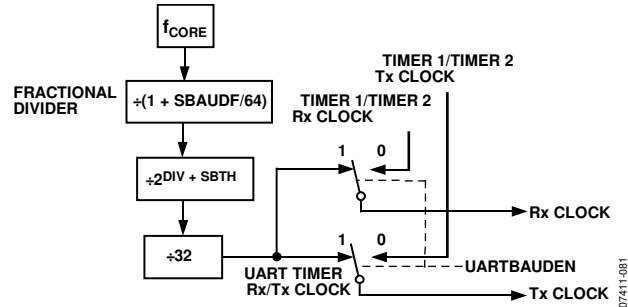 fCORE
FRACTIONAL
DIVIDER
÷(1 + SBAUDF/64)
÷2DIV + SBTH
÷32
TIMER 1/TIMER 2
Tx CLOCK
TIMER 1/TIMER 2
Rx CLOCK
1 0
Rx CLOCK
1 0
UART TIMER
Rx/Tx CLOCK
UARTBAUDEN
Tx CLOCK
07411-081